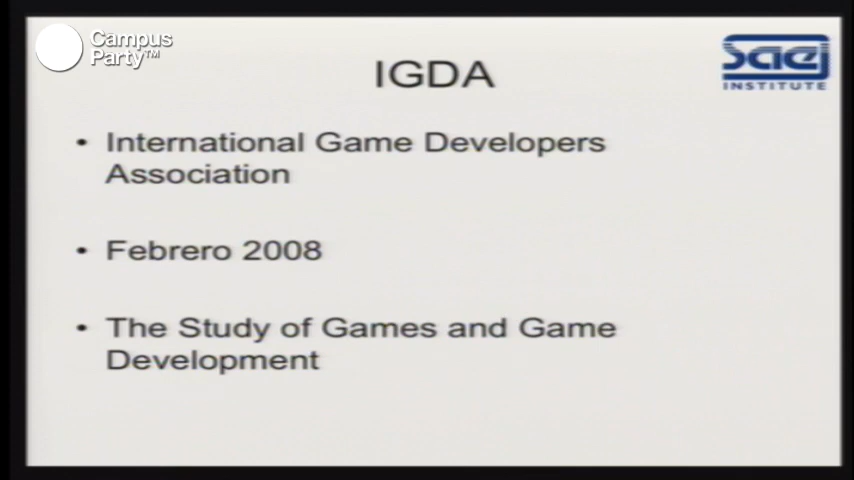 Campus
Party™
IGDA
sae
INSTITUTE
• International Game Developers
Association
• Febrero 2008
• The Study of Games and Game
Development